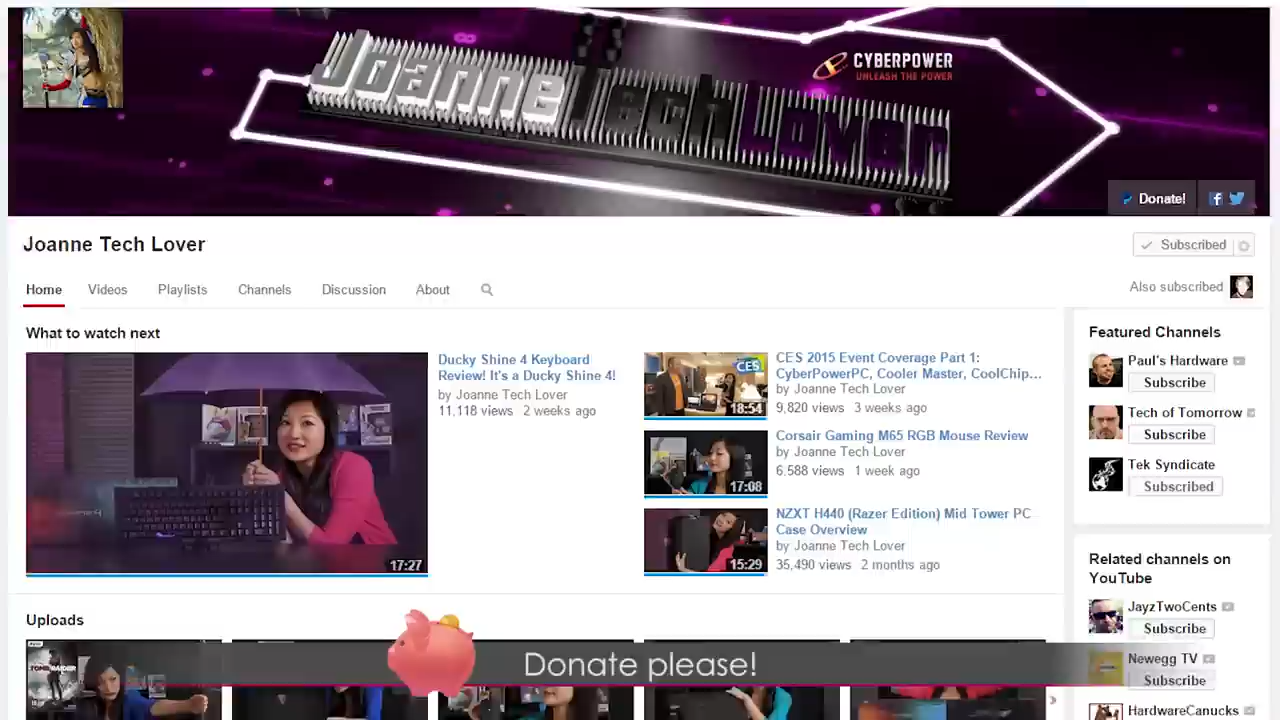 Joanne Tech Lover
CYBERPOWER
UNLEASH THE POWER
Donate!
Joanne Tech Lover
Subscribed
Home
Videos
Playlists
Channels
Discussion
About
Also subscribed
What to watch next
17:27
Ducky Shine 4 Keyboard
Review! It's a Ducky Shine 4!
by Joanne Tech Lover
11,118 views 2 weeks ago
CES
18:54
CES 2015 Event Coverage Part 1:
CyberPowerPC, Cooler Master, CoolChip...
by Joanne Tech Lover
9,820 views 3 weeks ago
17:08
Corsair Gaming M65 RGB Mouse Review
by Joanne Tech Lover
6,588 views 1 week ago
15:29
NZXT H440 (Razer Edition) Mid Tower PC
Case Overview
by Joanne Tech Lover
35,490 views 2 months ago
Featured Channels
Paul's Hardware
Subscribe
Tech of Tomorrow
Subscribe
Tek Syndicate
Subscribed
Related channels on
YouTube
JayzTwoCents
Subscribe
Newegg TV
Subscribe
HardwareCanucks
Uploads
TOMB RAIDER
Donate please!